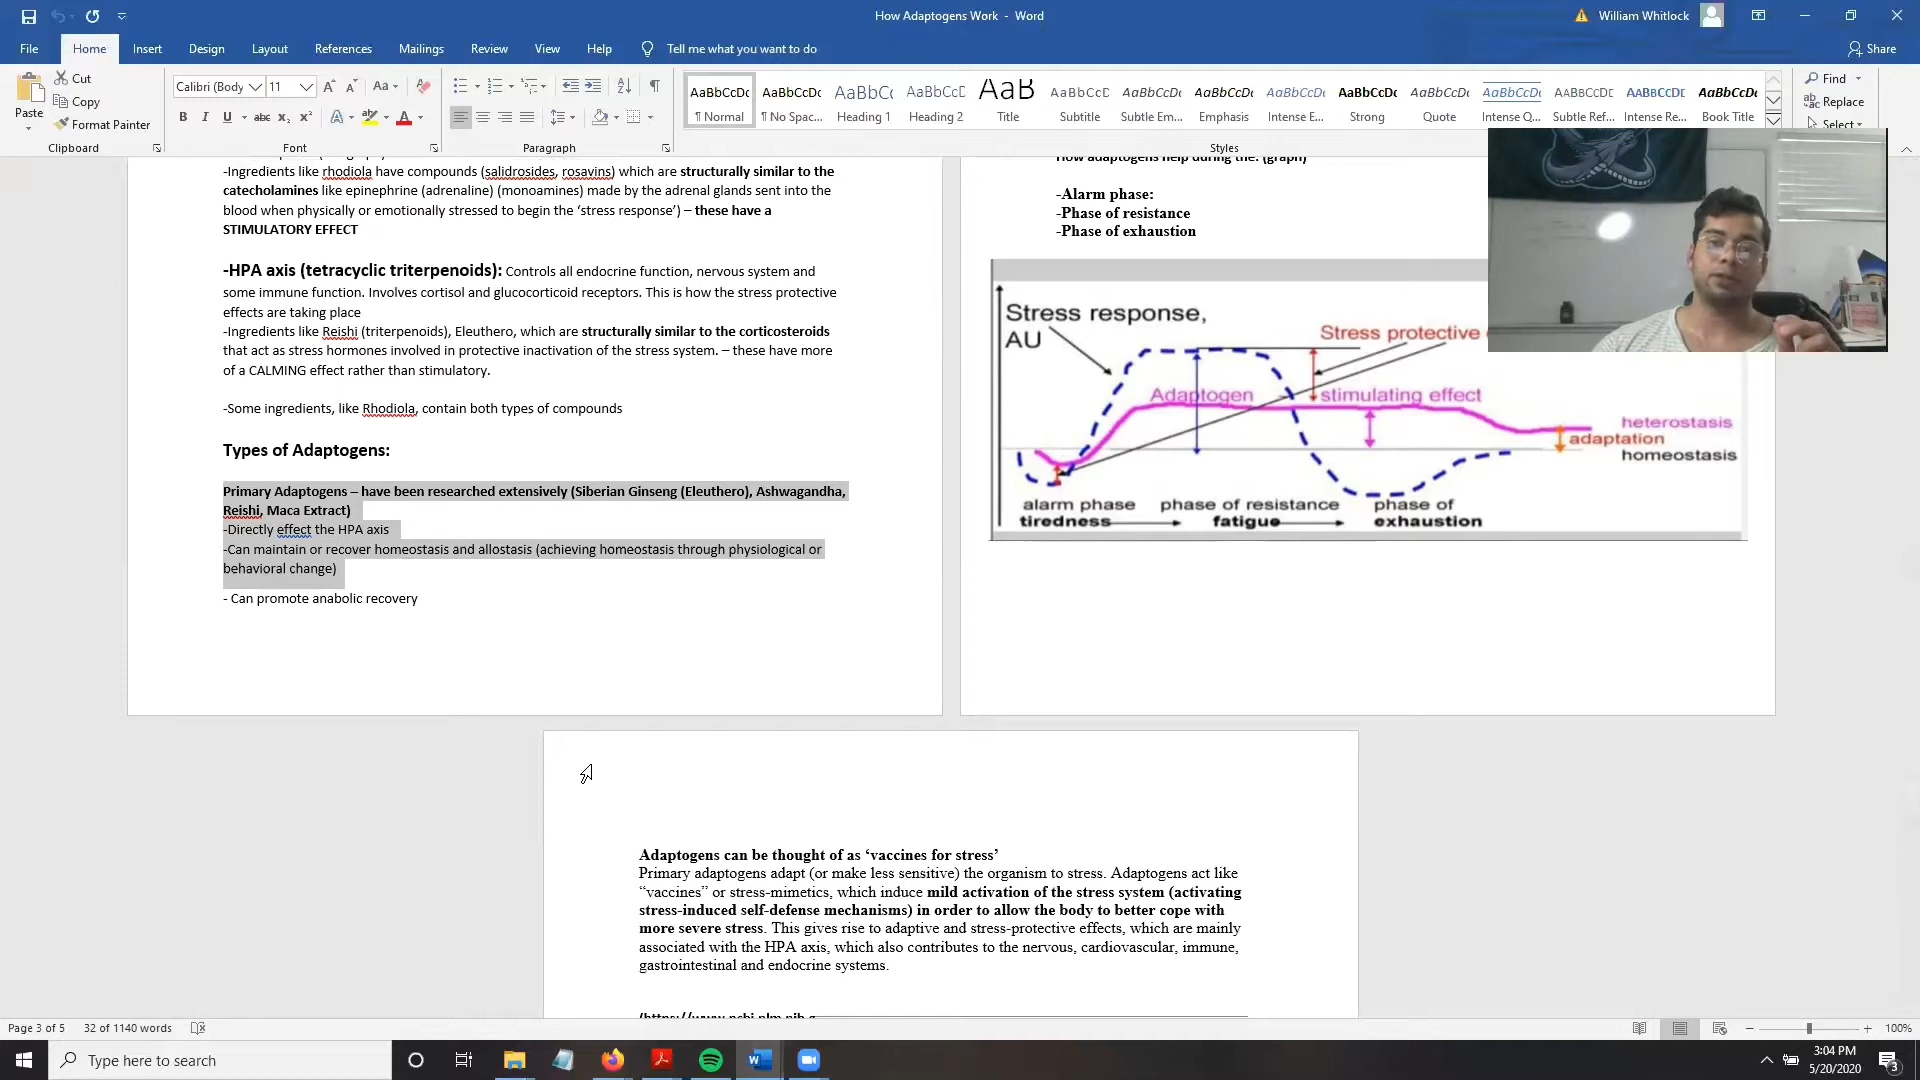 How Adaptogens Work - Word
William Whitlock
File Home Insert Design Layout References Mailings Review View Help Tell me what you want to do Share
Cut
Copy
Format Painter
Paste
Clipboard
Calibri (Body 11
Font
Paragraph
AaBbCcDc AaBbCcDc AaBbCc AaBbCcD AaB AaBbCcD AaBbCcDc AaBbCcDc AaBbCcDc AaBbCcDc AaBbCcDc AaBbCcDc AaBbCcDc AaBbCcDc AaBbCcDc
¶ Normal ¶ No Spac... Heading 1 Heading 2 Title Subtitle Subtle Em... Emphasis Intense E... Strong Quote Intense Q... Subtle Ref... Intense Re... Book Title
Styles
Find
Replace
Select
-Ingredients like rhodiola have compounds (salidrosides, rosavins) which are structurally similar to the
catecholamines like epinephrine (adrenaline) (monoamines) made by the adrenal glands sent into the
blood when physically or emotionally stressed to begin the ‘stress response’) – these have a
STIMULATORY EFFECT
-HPA axis (tetracyclic triterpenoids): Controls all endocrine function, nervous system and
some immune function. Involves cortisol and glucocorticoid receptors. This is how the stress protective
effects are taking place
-Ingredients like Reishi (triterpenoids), Eleuthero, which are structurally similar to the corticosteroids
that act as stress hormones involved in protective inactivation of the stress system. – these have more
of a CALMING effect rather than stimulatory.
-Some ingredients, like Rhodiola, contain both types of compounds
Types of Adaptogens:
Primary Adaptogens – have been researched extensively (Siberian Ginseng (Eleuthero), Ashwagandha,
Reishi, Maca Extract)
-Directly effect the HPA axis
-Can maintain or recover homeostasis and allostasis (achieving homeostasis through physiological or
behavioral change)
- Can promote anabolic recovery
How adaptogens help during the: (graph)
-Alarm phase:
-Phase of resistance
-Phase of exhaustion
Stress response,
AU
Stress protective
Adaptogen stimulating effect
heterostasis
adaptation
homeostasis
alarm phase phase of resistance phase of
tiredness fatigue exhaustion
Adaptogens can be thought of as ‘vaccines for stress’
Primary adaptogens adapt (or make less sensitive) the organism to stress. Adaptogens act like
“vaccines” or stress-mimetics, which induce mild activation of the stress system (activating
stress-induced self-defense mechanisms) in order to allow the body to better cope with
more severe stress. This gives rise to adaptive and stress-protective effects, which are mainly
associated with the HPA axis, which also contributes to the nervous, cardiovascular, immune,
gastrointestinal and endocrine systems.
Page 3 of 5 32 of 1140 words 100%
Type here to search
3:04 PM
5/20/2020
3